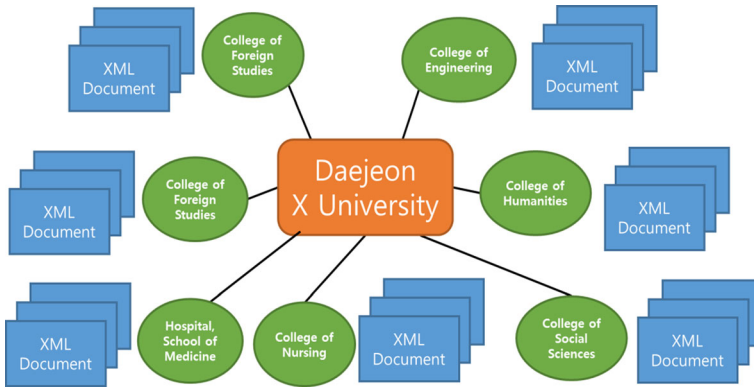 XML
Document
College of
Foreign
Studies
College of
Engineering
XML
Document
Daejeon
X University
XML
Document
College of
Foreign
Studies
College of
Humanities
XML
Document
XML
Document
Hospital,
School of
Medicine
College of
Nursing
XML
Document
College of
Social
Sciences
XML
Document